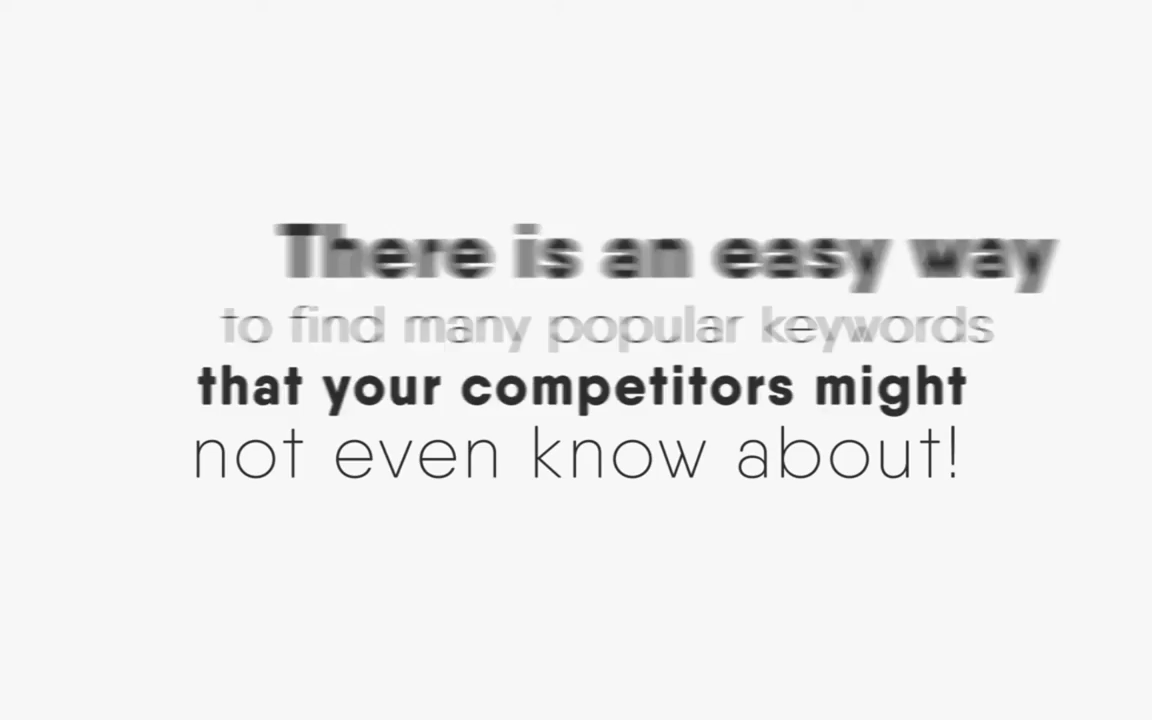 There is an easy way
to find many popular keywords
that your competitors might
not even know about!